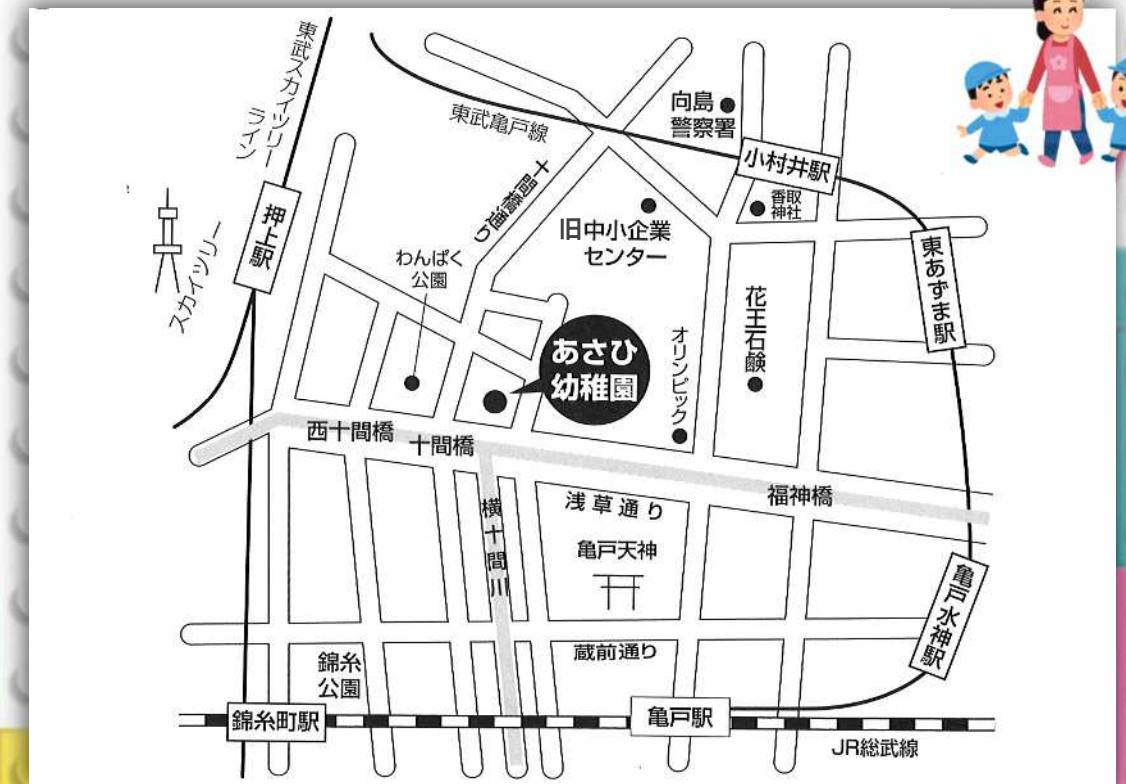 東武スカイツリー
ライン
東武亀戸線
向島
警察署
小村井駅
十間橋通り
香取
神社
押上駅
旧中小企業
センター
わんぱく
公園
東あずま駅
スカイツリー
花王石鹸
オリンピック
あさひ
幼稚園
西十間橋
十間橋
福神橋
横十間川
浅草通り
亀戸天神
亀戸水神駅
蔵前通り
錦糸
公園
錦糸町駅
亀戸駅
JR総武線